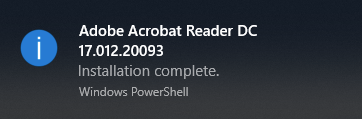 Adobe Acrobat Reader DC
17.012.20093
Installation complete.
Windows PowerShell